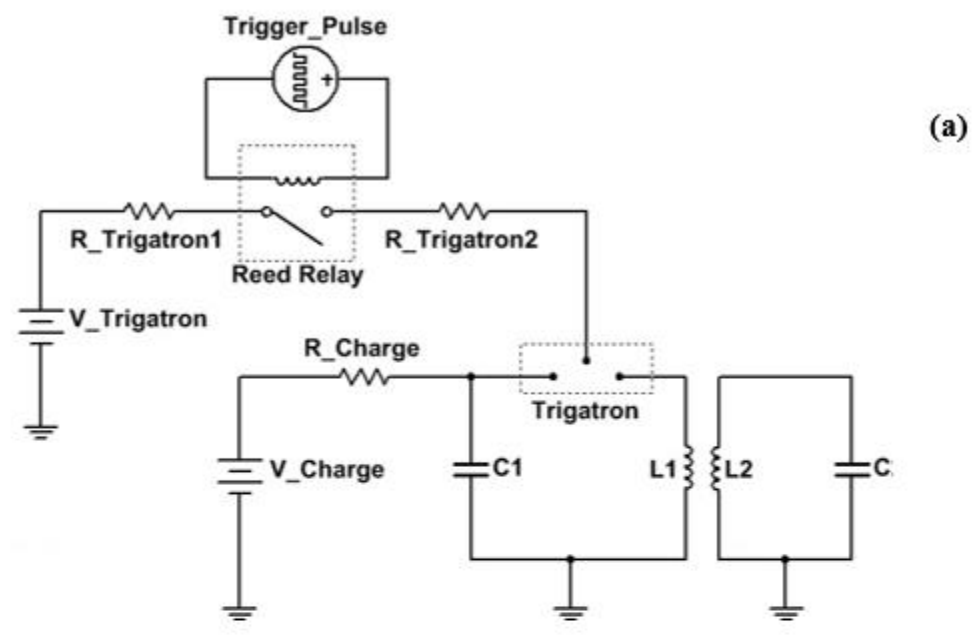 Trigger_Pulse
+
(a)
R_Trigatron1
R_Trigatron2
Reed Relay
V_Trigatron
R_Charge
Trigatron
V_Charge
C1
L1
L2
C